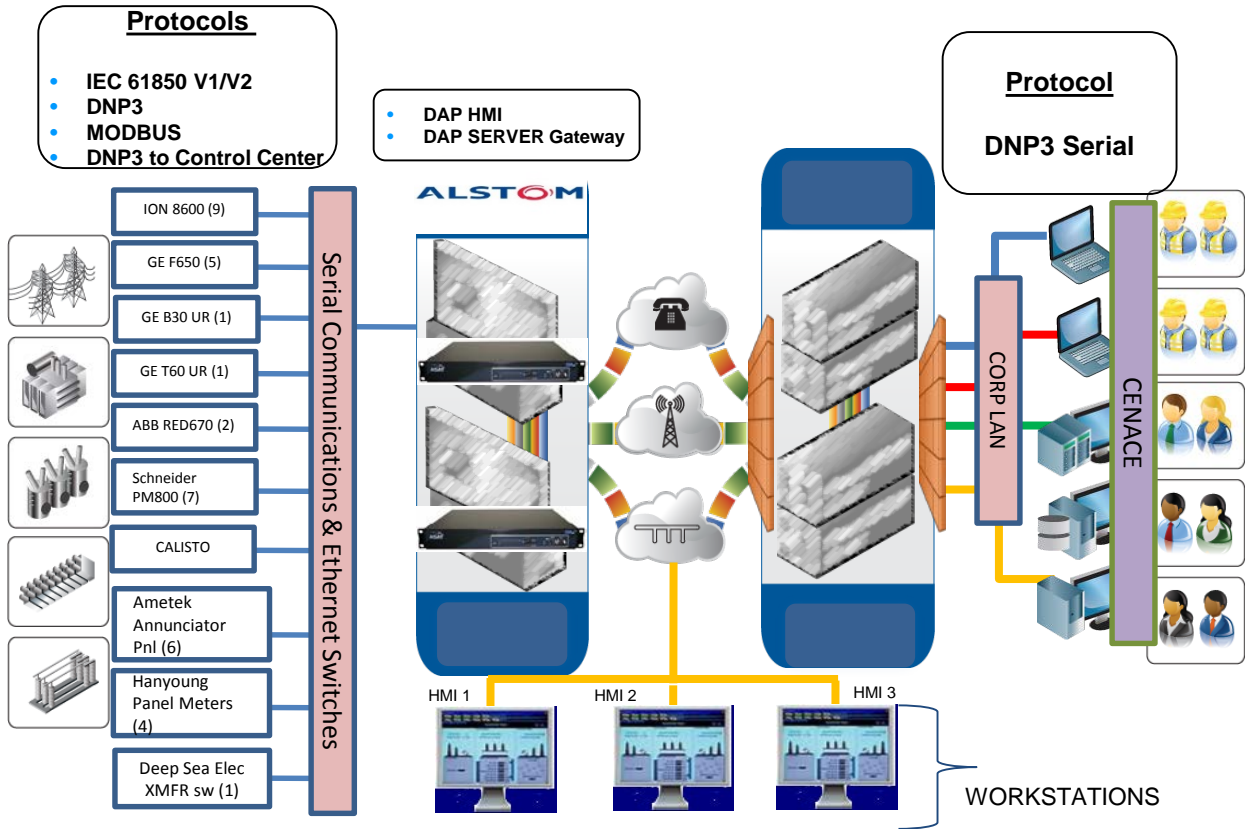 Protocols
• IEC 61850 V1/V2
• DNP3
• MODBUS
• DNP3 to Control Center
• DAP HMI
• DAP SERVER Gateway
Protocol
DNP3 Serial
ION 8600 (9)
GE F650 (5)
GE B30 UR (1)
GE T60 UR (1)
ABB RED670 (2)
Schneider
PM800 (7)
CALISTO
Ametek
Annunciator
Pnl (6)
Hanyoung
Panel Meters
(4)
Deep Sea Elec
XMFR sw (1)
Serial Communications & Ethernet Switches
ALSTOM
CORP LAN
CENACE
HMI 1
HMI 2
HMI 3
WORKSTATIONS